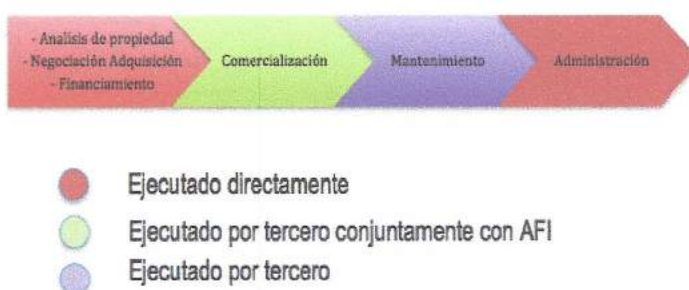 - Analisis de propiedad
- Negociación Adquisición
- Financiamiento
Comercialización
Mantenimiento
Administración
Ejecutado directamente
Ejecutado por tercero conjuntamente con AFI
Ejecutado por tercero